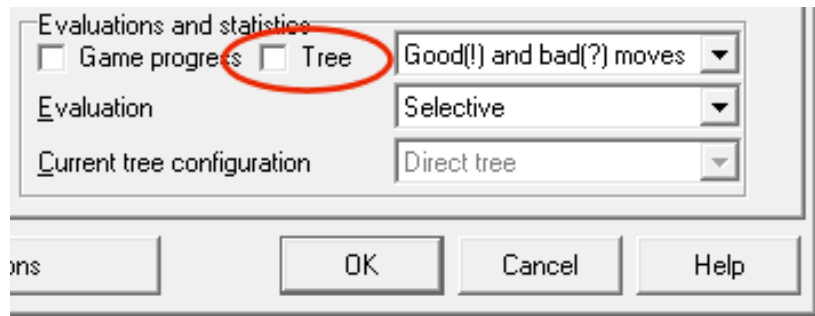 Evaluations and statistics
Game progress Tree Good(!) and bad(?) moves
Evaluation Selective
Current tree configuration Direct tree
ons OK Cancel Help